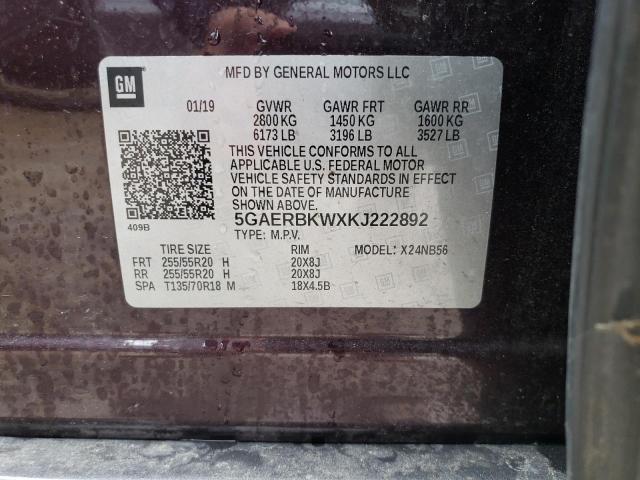 GM
MFD BY GENERAL MOTORS LLC
01/19 GVWR GAWR FRT GAWR RR
2800 KG 1450 KG 1600 KG
6173 LB 3196 LB 3527 LB
THIS VEHICLE CONFORMS TO ALL
APPLICABLE U.S. FEDERAL MOTOR
VEHICLE SAFETY STANDARDS IN EFFECT
ON THE DATE OF MANUFACTURE
SHOWN ABOVE.
409B
5GAERBKWXKJ222892
TYPE: M.P.V.
TIRE SIZE RIM MODEL: X24NB56
FRT 255/55R20 H 20X8J
RR 255/55R20 H 20X8J
SPA T135/70R18 M 18X4.5B